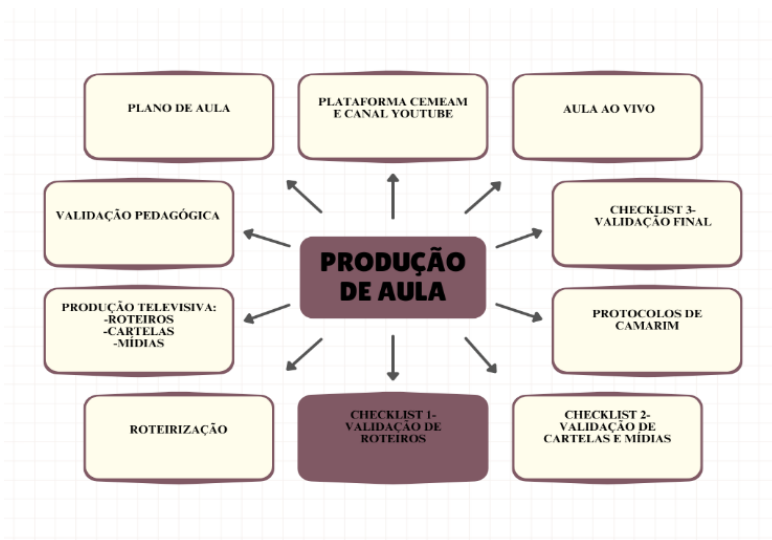 PLANO DE AULA
PLATAFORMA CEMEAM
E CANAL YOUTUBE
AULA AO VIVO
VALIDAÇÃO PEDAGÓGICA
CHECKLIST 3-
VALIDAÇÃO FINAL
PRODUÇÃO
DE AULA
PRODUÇÃO TELEVISIVA:
-ROTEIROS
-CARTELAS
-MÍDIAS
PROTOCOLOS DE
CAMARIM
ROTEIRIZAÇÃO
CHECKLIST 1-
VALIDAÇÃO DE
ROTEIROS
CHECKLIST 2-
VALIDAÇÃO DE
CARTELAS E MÍDIAS